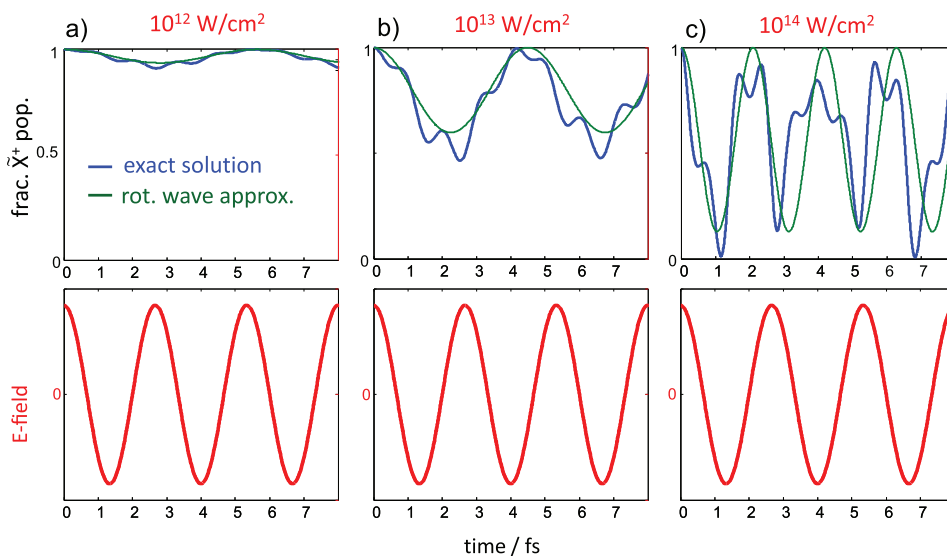 a) 10¹² W/cm²
b) 10¹³ W/cm²
c) 10¹⁴ W/cm²
frac. X̃⁺ pop.
1
0.5
0
exact solution
rot. wave approx.
0 1 2 3 4 5 6 7
1
0
0 1 2 3 4 5 6 7
1
0
0 1 2 3 4 5 6 7
E-field
0
0 1 2 3 4 5 6 7
0
0 1 2 3 4 5 6 7
0
0 1 2 3 4 5 6 7
time / fs